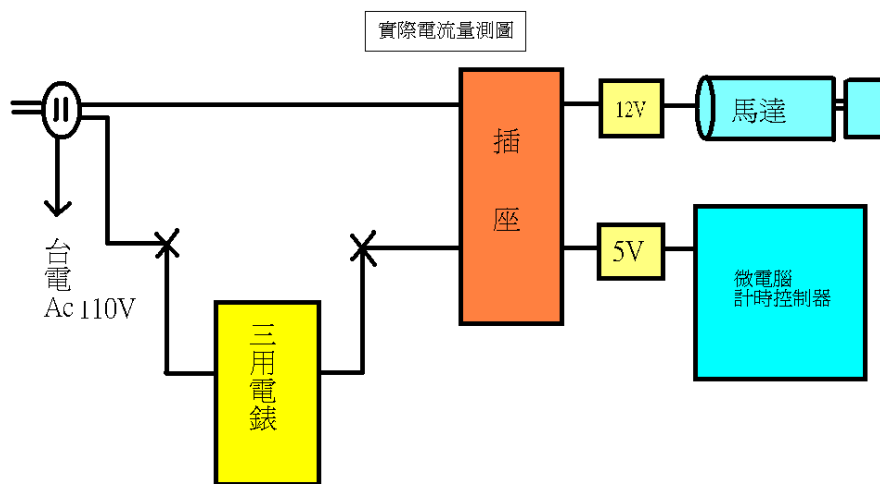 實際電流量測圖
插座
12V
馬達
5V
微電腦
計時控制器
台電
Ac 110V
三用電錶